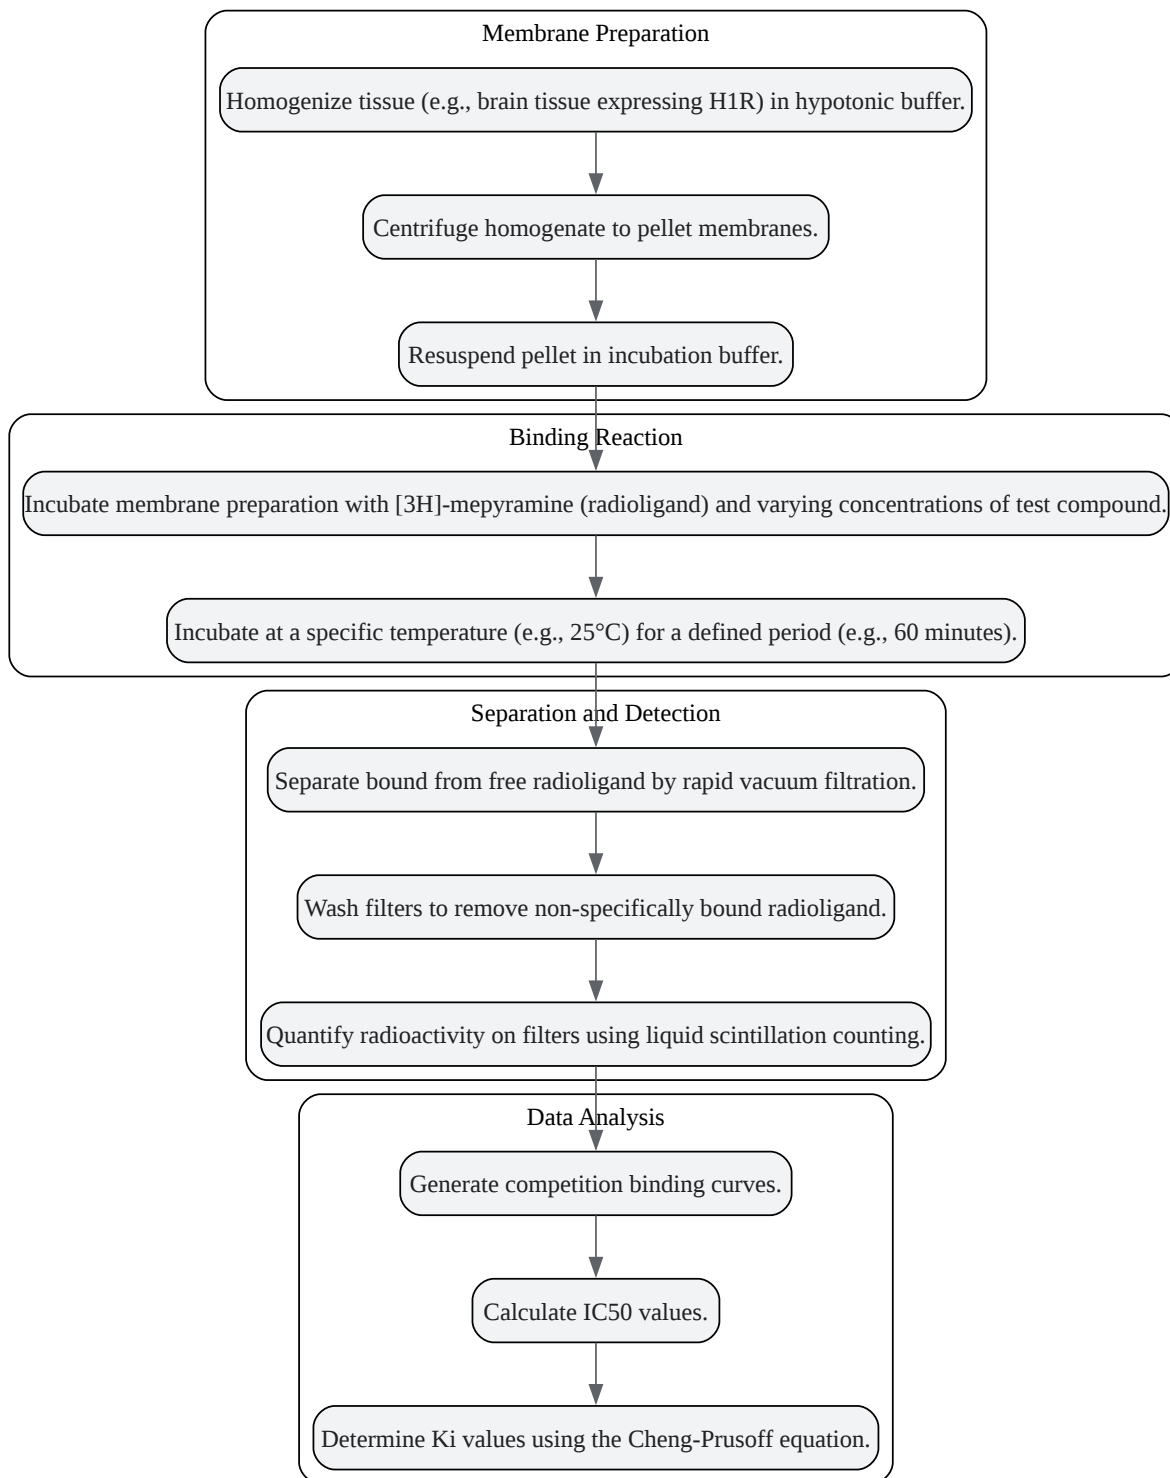 Membrane Preparation
Homogenize tissue (e.g., brain tissue expressing H1R) in hypotonic buffer.
Centrifuge homogenate to pellet membranes.
Resuspend pellet in incubation buffer.
Binding Reaction
Incubate membrane preparation with [3H]-mepyramine (radioligand) and varying concentrations of test compound.
Incubate at a specific temperature (e.g., 25°C) for a defined period (e.g., 60 minutes).
Separation and Detection
Separate bound from free radioligand by rapid vacuum filtration.
Wash filters to remove non-specifically bound radioligand.
Quantify radioactivity on filters using liquid scintillation counting.
Data Analysis
Generate competition binding curves.
Calculate IC50 values.
Determine Ki values using the Cheng-Prusoff equation.